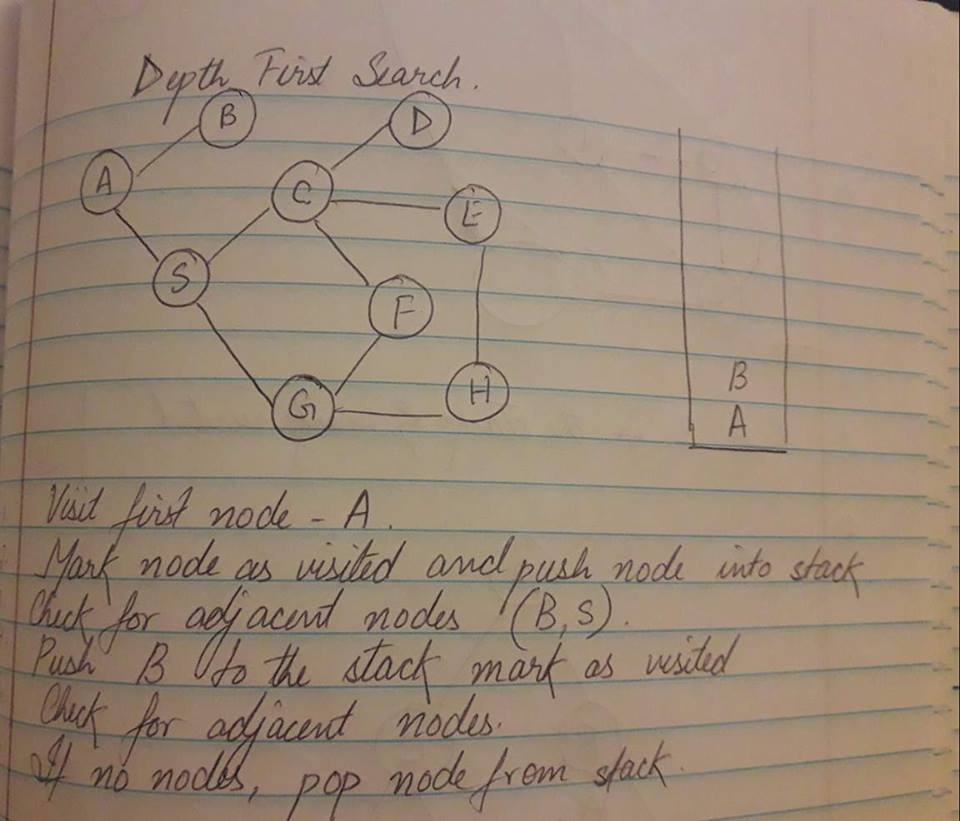 Depth First Search.
B
D
A
C
E
S
F
B
H
G
A
Visit first node - A.
Mark node as visited and push node into stack
Check for adjacent nodes (B,S).
Push B to the stack mark as visited
Check for adjacent nodes.
If no nodes, pop node from stack.